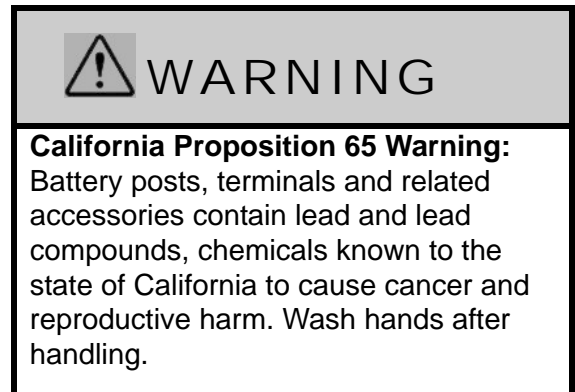 WARNING
California Proposition 65 Warning:
Battery posts, terminals and related
accessories contain lead and lead
compounds, chemicals known to the
state of California to cause cancer and
reproductive harm. Wash hands after
handling.